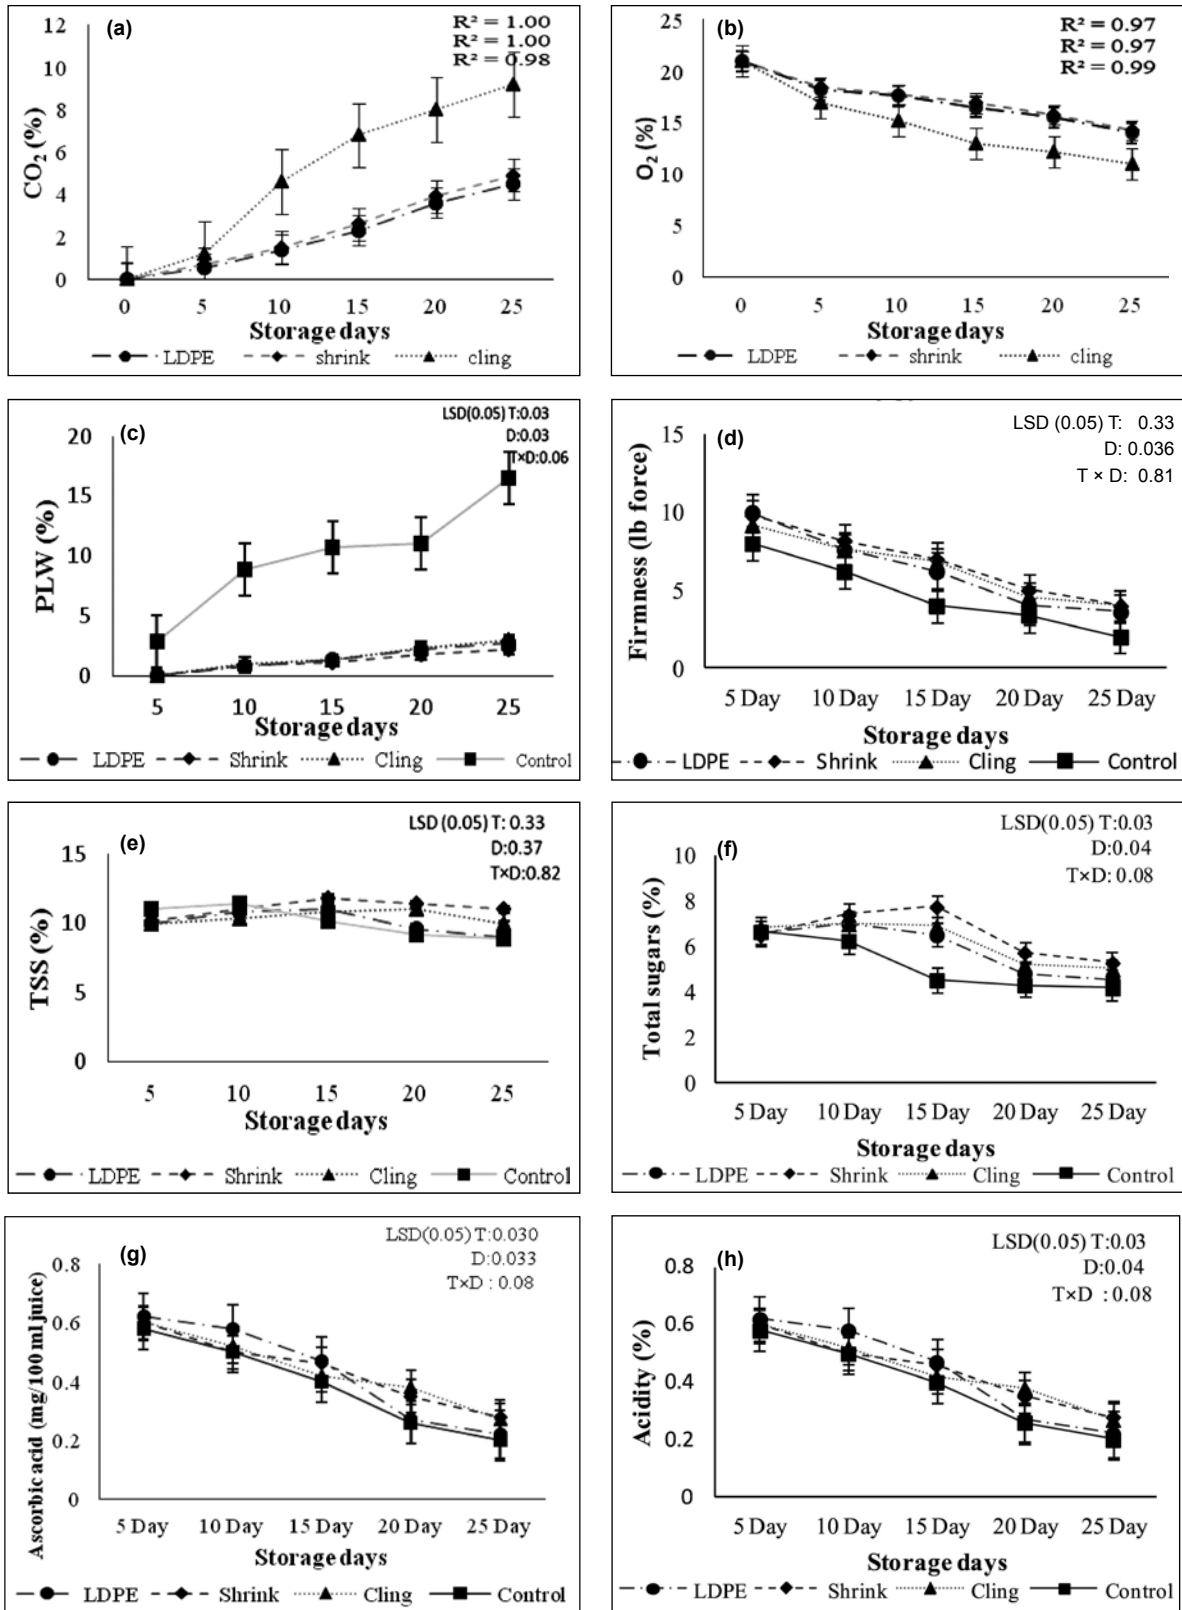 (a)
R² = 1.00
R² = 1.00
R² = 0.98
12
10
8
6
4
2
0
CO₂ (%)
0 5 10 15 20 25
Storage days
LDPE shrink cling
(b)
R² = 0.97
R² = 0.97
R² = 0.99
25
20
15
10
5
0
O₂ (%)
0 5 10 15 20 25
Storage days
LDPE shrink cling
(c)
LSD(0.05) T:0.03
D:0.03
T×D:0.06
20
15
10
5
0
PLW (%)
5 10 15 20 25
Storage days
LDPE Shrink Cling Control
(d)
LSD (0.05) T: 0.33
D: 0.036
T × D: 0.81
15
10
5
0
Firmness (lb force)
5 Day 10 Day 15 Day 20 Day 25 Day
Storage days
LDPE Shrink Cling Control
(e)
LSD (0.05) T: 0.33
D:0.37
T×D:0.82
15
10
5
0
TSS (%)
5 10 15 20 25
Storage days
LDPE Shrink Cling Control
(f)
LSD(0.05) T:0.03
D:0.04
T×D: 0.08
10
8
6
4
2
0
Total sugars (%)
5 Day 10 Day 15 Day 20 Day 25 Day
Storage days
LDPE Shrink Cling Control
(g)
LSD(0.05) T:0.030
D:0.033
T×D : 0.08
0.8
0.6
0.4
0.2
0
Ascorbic acid (mg/100 ml juice)
5 Day 10 Day 15 Day 20 Day 25 Day
Storage days
LDPE Shrink Cling Control
(h)
LSD(0.05) T:0.03
D:0.04
T×D : 0.08
0.8
0.6
0.4
0.2
0
Acidity (%)
5 Day 10 Day 15 Day 20 Day 25 Day
Storage days
LDPE Shrink Cling Control